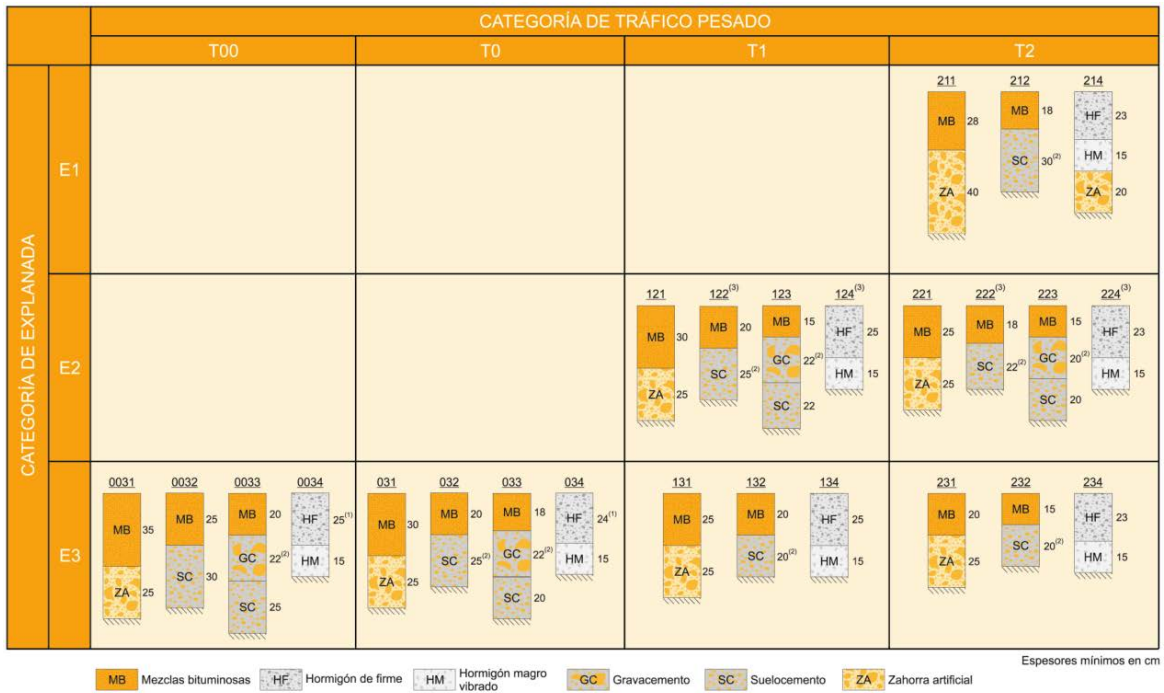 CATEGORÍA DE TRÁFICO PESADO
T00 T0 T1 T2
CATEGORÍA DE EXPLANADA
E1
211 212 214
MB 28
ZA 40
MB 18
SC 30(2)
HF 23
HM 15
ZA 20
E2
121 122(3) 123 124(3)
MB 30
ZA 25
MB 20
SC 25(2)
MB 15
GC 22(2)
SC 22
HF 25
HM 15
221 222(3) 223 224(3)
MB 25
ZA 25
MB 18
SC 22(2)
MB 15
GC 20(2)
SC 20
HF 23
HM 15
E3
0031 0032 0033 0034
MB 35
ZA 25
MB 25
SC 30
MB 20
GC 22(2)
SC 25
HF 25(1)
HM 15
031 032 033 034
MB 30
ZA 25
MB 20
SC 25(2)
MB 18
GC 22(2)
SC 20
HF 24(1)
HM 15
131 132 134
MB 25
ZA 25
MB 20
SC 20(2)
HF 25
HM 15
231 232 234
MB 20
ZA 25
MB 15
SC 20(2)
HF 23
HM 15
Espesores mínimos en cm
MB Mezclas bituminosas
HF Hormigón de firme
HM Hormigón magro
vibrado
GC Gravacemento
SC Suelocemento
ZA Zahorra artificial